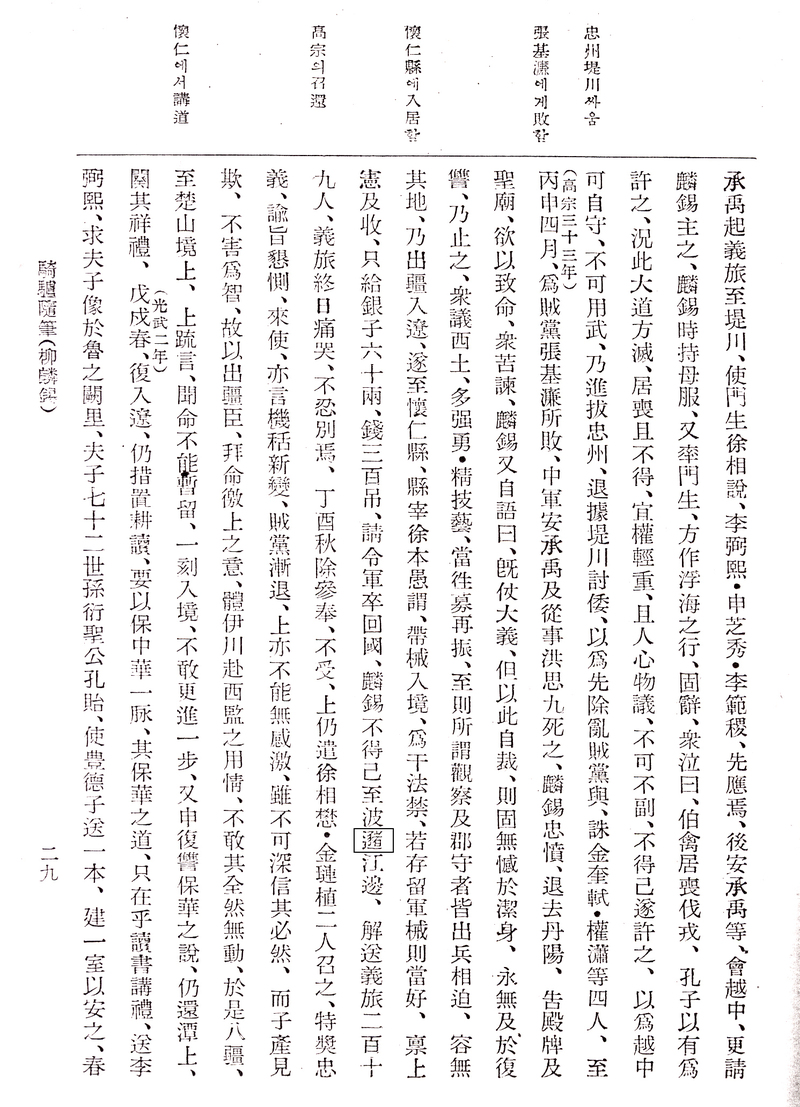 忠州堤川싸움
張基濂에게敗함
懷仁縣에入居함
高宗의召還
懷仁에서講道
承禹起義旅至堤川、使門生徐相說、李弼熙·申芝秀·李範稷、先應焉、後安承禹等、會越中、更請
麟錫主之、麟錫時持母服、又率門生、方作浮海之行、固辭、衆泣曰、伯禽居喪伐戎、孔子以有爲
許之、況此大道方滅、居喪且不得、宜權輕重、且人心物議、不可不副、不得已遂許之、以爲越中
可自守、不可用武、乃進拔忠州、退據堤川討倭、以爲先除亂賊黨與、誅金奎軾·權潚等四人、至
丙申四月、(高宗三十三年)爲賊黨張基濂所敗、中軍安承禹及從事洪思九死之、麟錫忠憤、退去丹陽、告殿牌及
聖廟、欲以致命、衆苦諫、麟錫又自語曰、旣仗大義、但以此自裁、則固無憾於潔身、永無及於復
讐、乃止之、衆議西土、多强勇·精技藝、當徃募再振、至則所謂觀察及郡守者皆出兵相迫、容無
其地、乃出疆入遼、遂至懷仁縣、縣宰徐本愚謂、帶械入境、爲干法禁、若存留軍械則當好、稟上
憲及收、只給銀子六十兩、錢三百吊、請令軍卒回國、麟錫不得已至波瀦江邊、解送義旅二百十
九人、義旅終日痛哭、不忍別焉、丁酉秋除參奉、不受、上仍遣徐相懋·金璉植二人召之、特奬忠
義、諭旨懇惻、來使、亦言機秳新變、賊黨漸退、上亦不能無感激、雖不可深信其必然、而子產見
欺、不害爲智、故以出疆臣、拜命徼上之意、體伊川赴西監之用情、不敢其全然無動、於是八疆、
至楚山境上、上疏言、聞命不能暫留、一刻入境、不敢更進一步、又申復讐保華之說、仍還潭上、
閱其祥禮、戊戌春、(光武二年)復入遼、仍措置耕讀、要以保中華一脉、其保華之道、只在乎讀書講禮、送李
弼熙、求夫子像於魯之闕里、夫子七十二世孫衍聖公孔貽、使豊德子送一本、建一室以安之、春
騎驢隨筆(柳麟錫)
二九